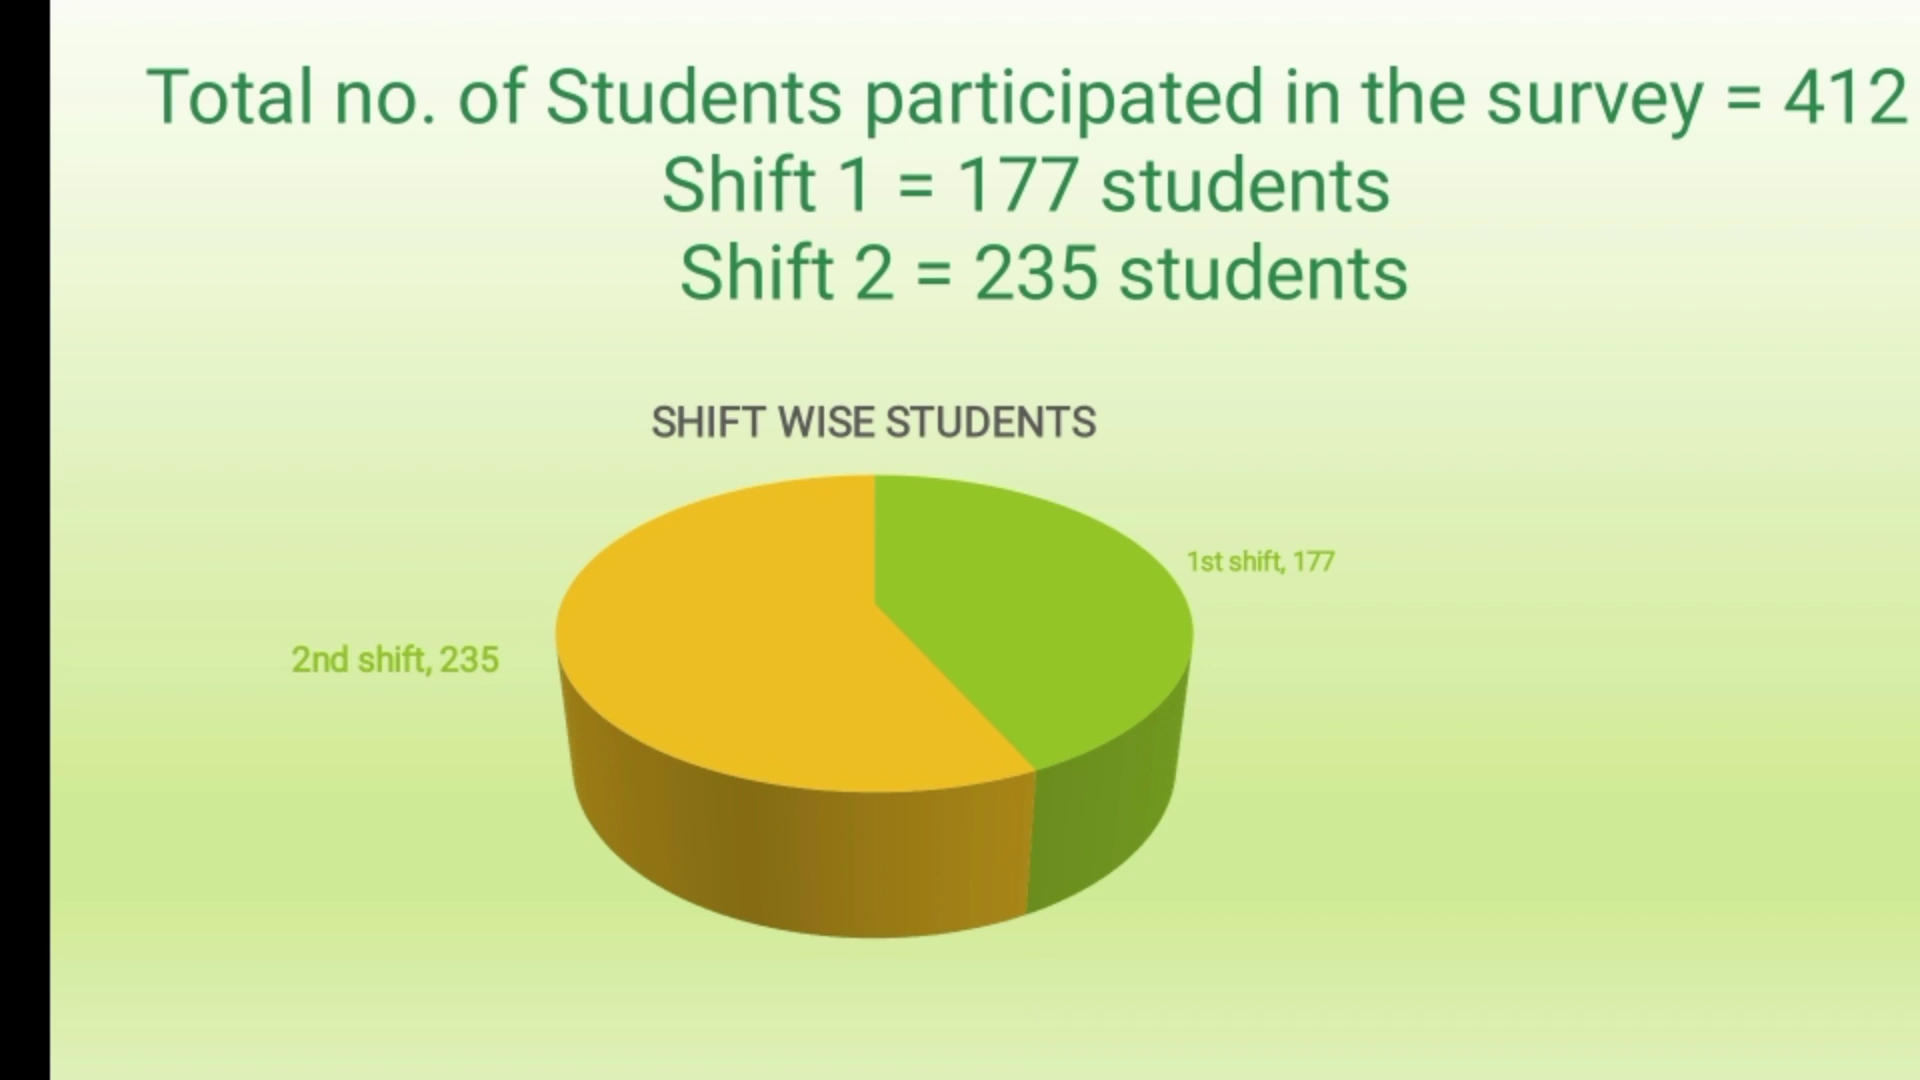 Total no. of Students participated in the survey = 412
Shift 1 = 177 students
Shift 2 = 235 students
SHIFT WISE STUDENTS
1st shift, 177
2nd shift, 235